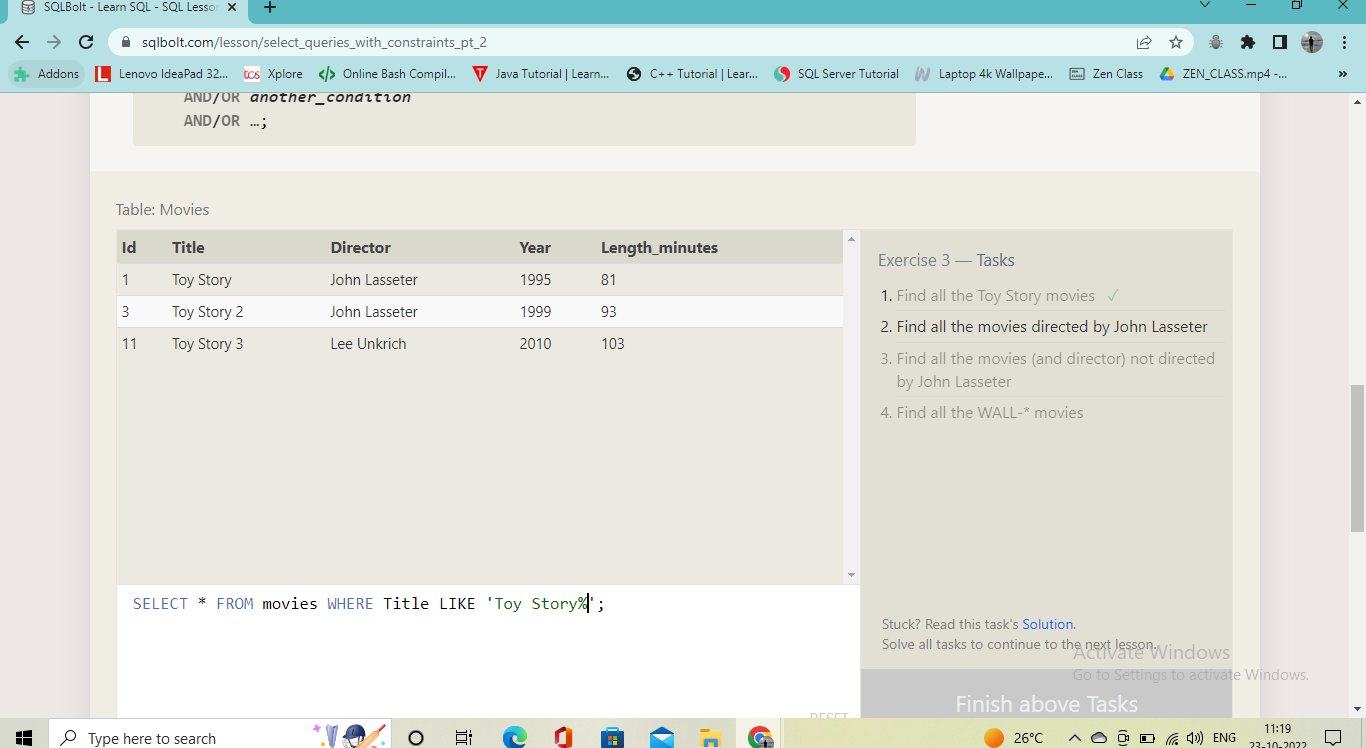 SQLBolt - Learn SQL - SQL Lesson
sqlbolt.com/lesson/select_queries_with_constraints_pt_2
Addons Lenovo IdeaPad 32... tcs Xplore Online Bash Compil... Java Tutorial | Learn... C++ Tutorial | Lear... SQL Server Tutorial Laptop 4k Wallpape... Zen Class ZEN_CLASS.mp4 -... »
AND/OR another_condition
AND/OR …;
Table: Movies
Id Title Director Year Length_minutes
1 Toy Story John Lasseter 1995 81
3 Toy Story 2 John Lasseter 1999 93
11 Toy Story 3 Lee Unkrich 2010 103
Exercise 3 — Tasks
1. Find all the Toy Story movies ✓
2. Find all the movies directed by John Lasseter
3. Find all the movies (and director) not directed
by John Lasseter
4. Find all the WALL-* movies
SELECT * FROM movies WHERE Title LIKE 'Toy Story%';
RESET
Stuck? Read this task's Solution.
Solve all tasks to continue to the next lesson.
Finish above Tasks
Activate Windows
Go to Settings to activate Windows.
Type here to search
26°C
ENG
11:19
23-10-2022